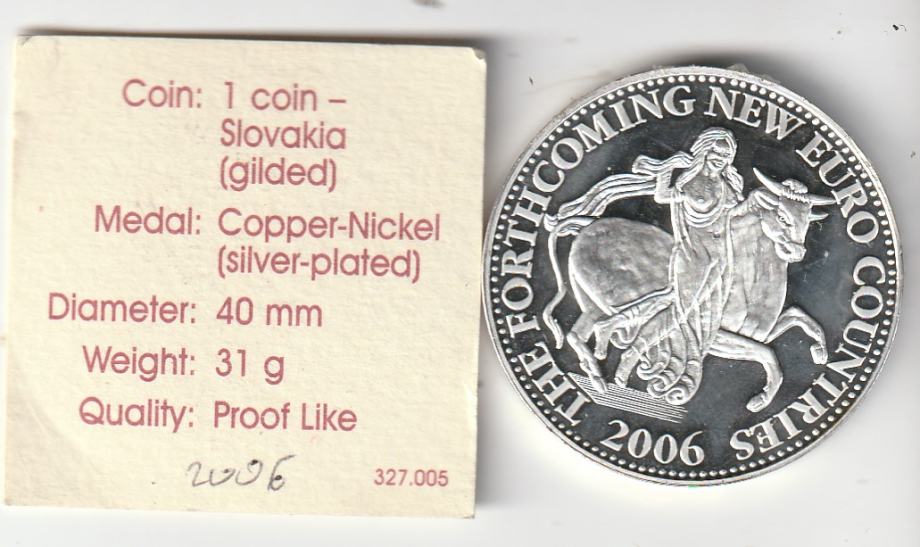 Coin: 1 coin –
Slovakia
(gilded)
Medal: Copper-Nickel
(silver-plated)
Diameter: 40 mm
Weight: 31 g
Quality: Proof Like
2006
327.005
THE FORTHCOMING NEW EURO COUNTRIES
2006